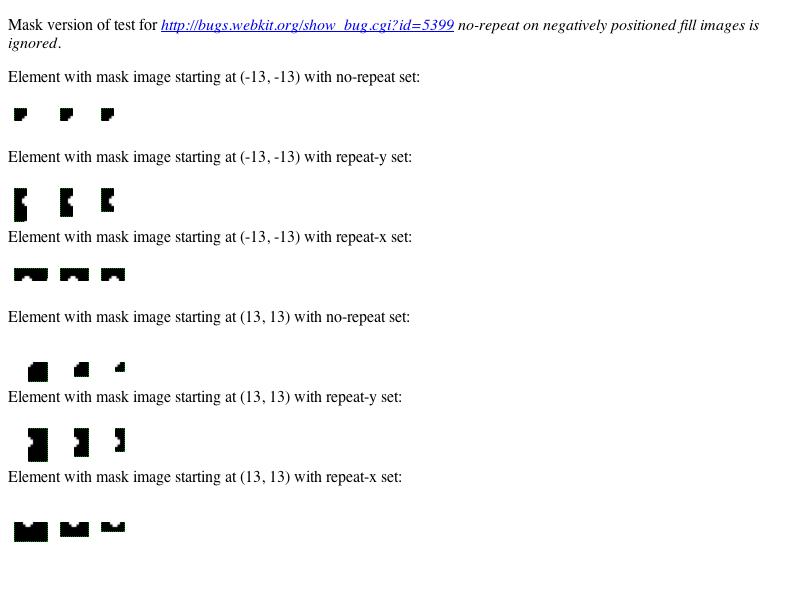 Mask version of test for http://bugs.webkit.org/show_bug.cgi?id=5399 no-repeat on negatively positioned fill images is
ignored.
Element with mask image starting at (-13, -13) with no-repeat set:
Element with mask image starting at (-13, -13) with repeat-y set:
Element with mask image starting at (-13, -13) with repeat-x set:
Element with mask image starting at (13, 13) with no-repeat set:
Element with mask image starting at (13, 13) with repeat-y set:
Element with mask image starting at (13, 13) with repeat-x set: